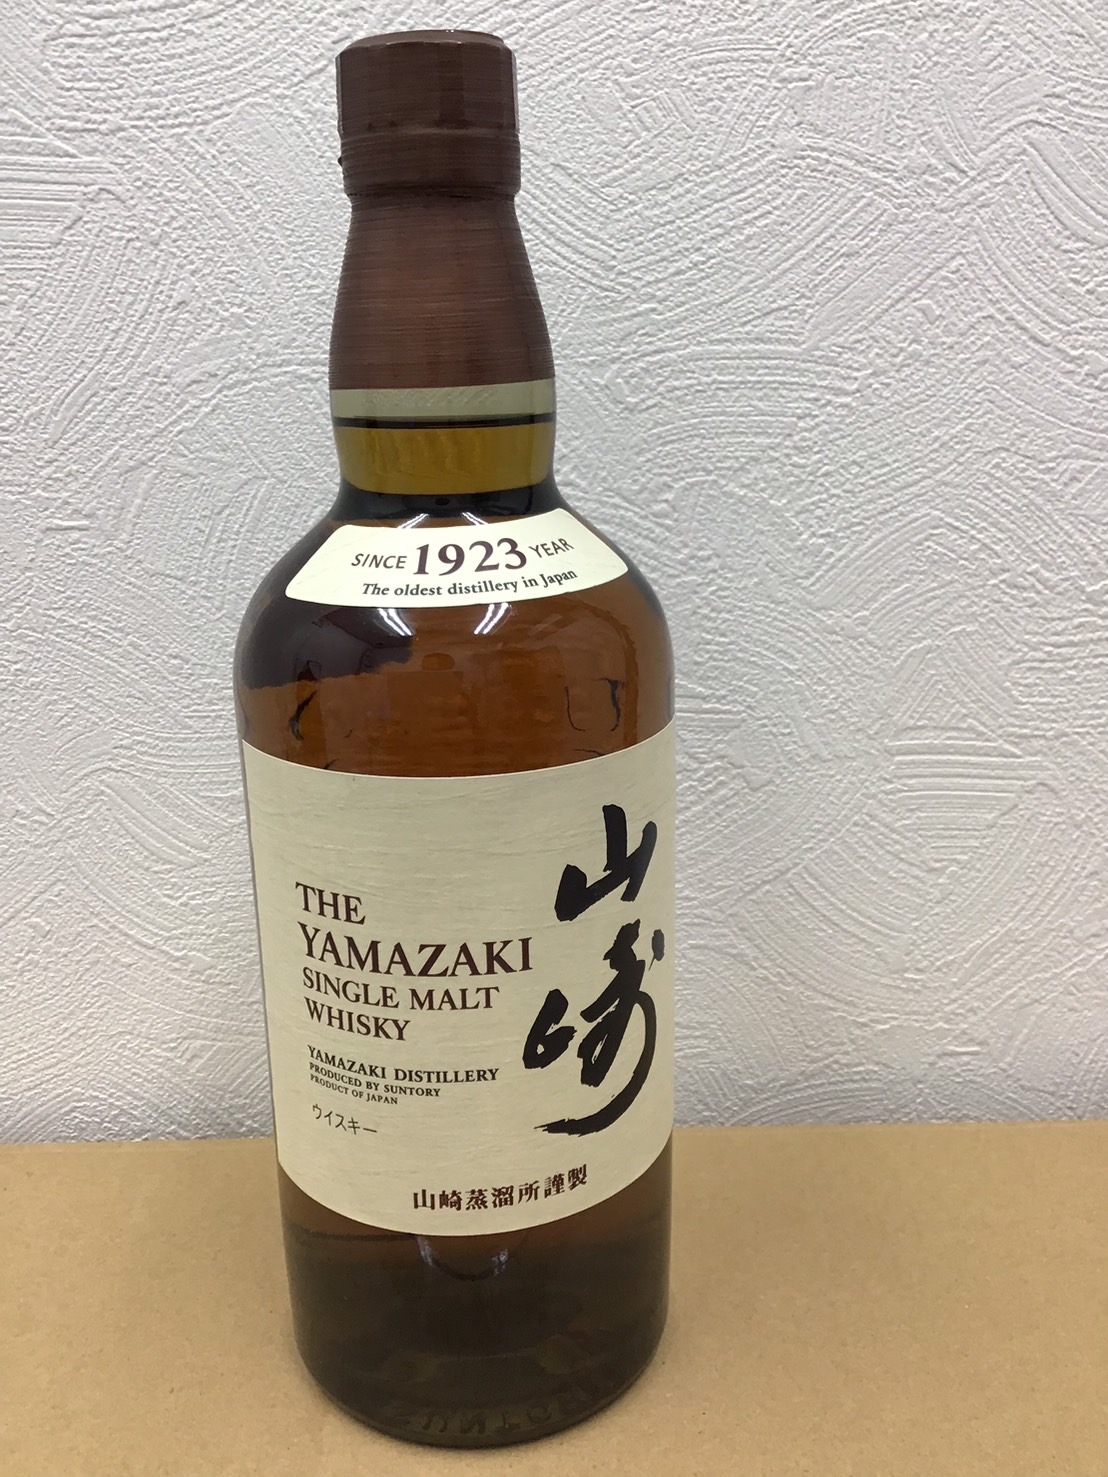 SINCE 1923 YEAR
The oldest distillery in Japan
山崎
THE
YAMAZAKI
SINGLE MALT
WHISKY
YAMAZAKI DISTILLERY
PRODUCED BY SUNTORY
PRODUCT OF JAPAN
ウイスキー
山崎蒸溜所謹製